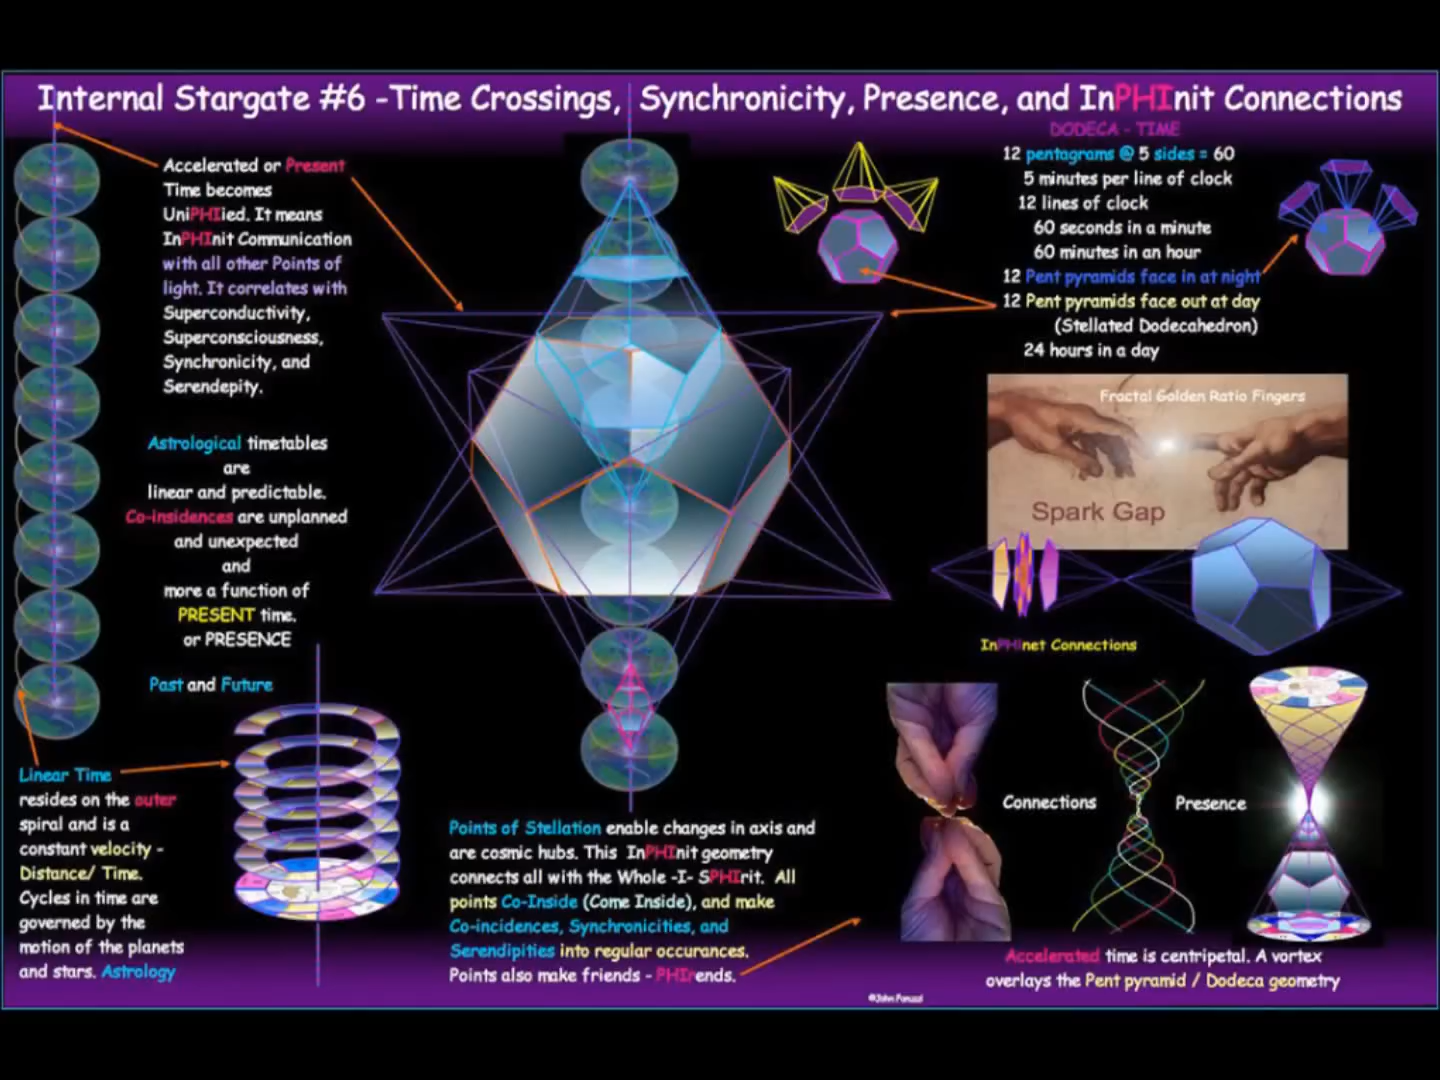 Internal Stargate #6 -Time Crossings, Synchronicity, Presence, and InPHInit Connections
Accelerated or Present
Time becomes
UniPHIied. It means
InPHInit Communication
with all other Points of
light. It correlates with
Superconductivity,
Superconsciousness,
Synchronicity, and
Serendepity.
Astrological timetables
are
linear and predictable.
Co-insidences are unplanned
and unexpected
and
more a function of
PRESENT time.
or PRESENCE
Past and Future
Linear Time
resides on the outer
spiral and is a
constant velocity -
Distance/ Time.
Cycles in time are
governed by the
motion of the planets
and stars. Astrology
Points of Stellation enable changes in axis and
are cosmic hubs. This InPHInit geometry
connects all with the Whole -I- SPHIrit. All
points Co-Inside (Come Inside), and make
Co-incidences, Synchronicities, and
Serendipities into regular occurances.
Points also make friends - PHIrends.
DODECA - TIME
12 pentagrams @ 5 sides = 60
5 minutes per line of clock
12 lines of clock
60 seconds in a minute
60 minutes in an hour
12 Pent pyramids face in at night
12 Pent pyramids face out at day
(Stellated Dodecahedron)
24 hours in a day
Fractal Golden Ratio Fingers
Spark Gap
InPHInet Connections
Connections
Presence
Accelerated time is centripetal. A vortex
overlays the Pent pyramid / Dodeca geometry
©John